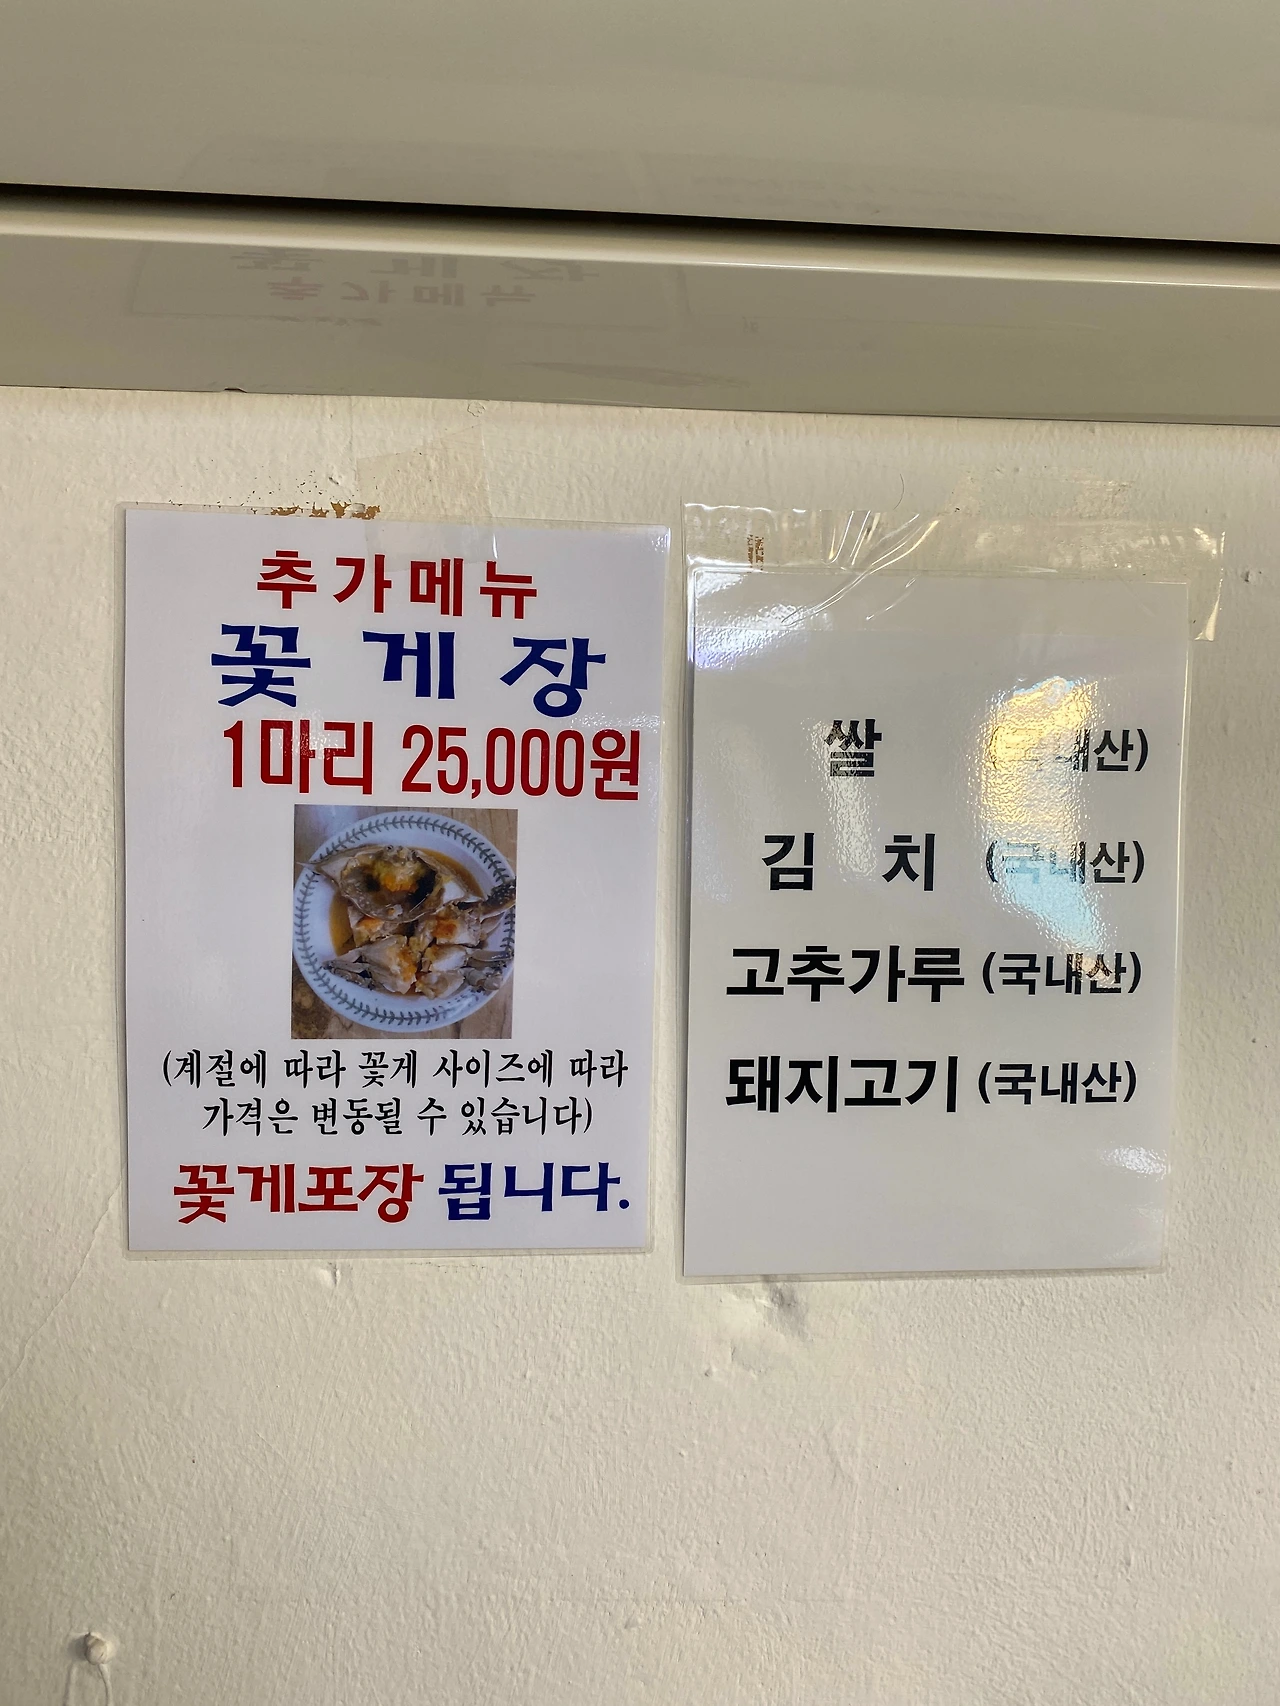 추가메뉴
꽃게장
1마리 25,000원
(계절에 따라 꽃게 사이즈에 따라
가격은 변동될 수 있습니다)
꽃게포장 됩니다.
쌀 (국내산)
김치 (국내산)
고추가루 (국내산)
돼지고기 (국내산)